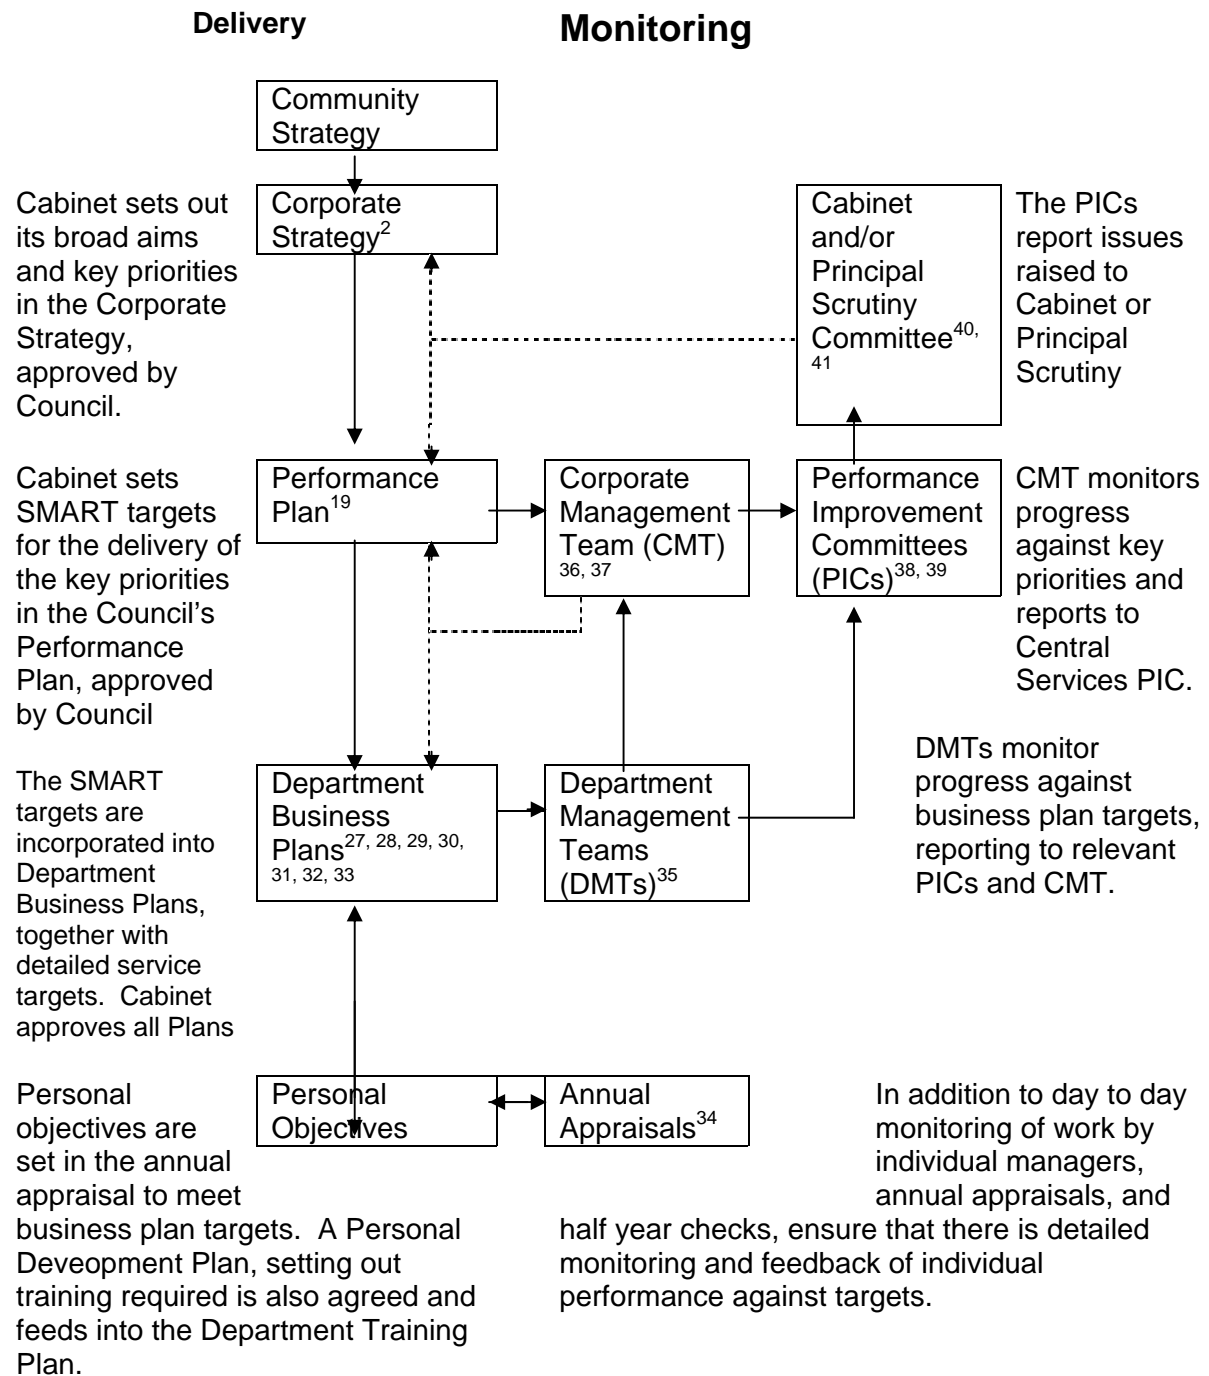 Delivery
Monitoring
Community
Strategy
Cabinet sets out
its broad aims
and key priorities
in the Corporate
Strategy,
approved by
Council.
Corporate
Strategy2
Cabinet
and/or
Principal
Scrutiny
Committee40,
41
The PICs
report issues
raised to
Cabinet or
Principal
Scrutiny
Cabinet sets
SMART targets
for the delivery of
the key priorities
in the Council’s
Performance
Plan, approved
by Council
Performance
Plan19
Corporate
Management
Team (CMT)
36, 37
Performance
Improvement
Committees
(PICs)38, 39
CMT monitors
progress
against key
priorities and
reports to
Central
Services PIC.
The SMART
targets are
incorporated into
Department
Business Plans,
together with
detailed service
targets.  Cabinet
approves all Plans
Department
Business
Plans27, 28, 29, 30,
31, 32, 33
Department
Management
Teams
(DMTs)35
DMTs monitor
progress against
business plan targets,
reporting to relevant
PICs and CMT.
Personal
objectives are
set in the annual
appraisal to meet
business plan targets.  A Personal
Deveopment Plan, setting out
training required is also agreed and
feeds into the Department Training
Plan.
Personal
Objectives
Annual
Appraisals34
In addition to day to day
monitoring of work by
individual managers,
annual appraisals, and
half year checks, ensure that there is detailed
monitoring and feedback of individual
performance against targets.